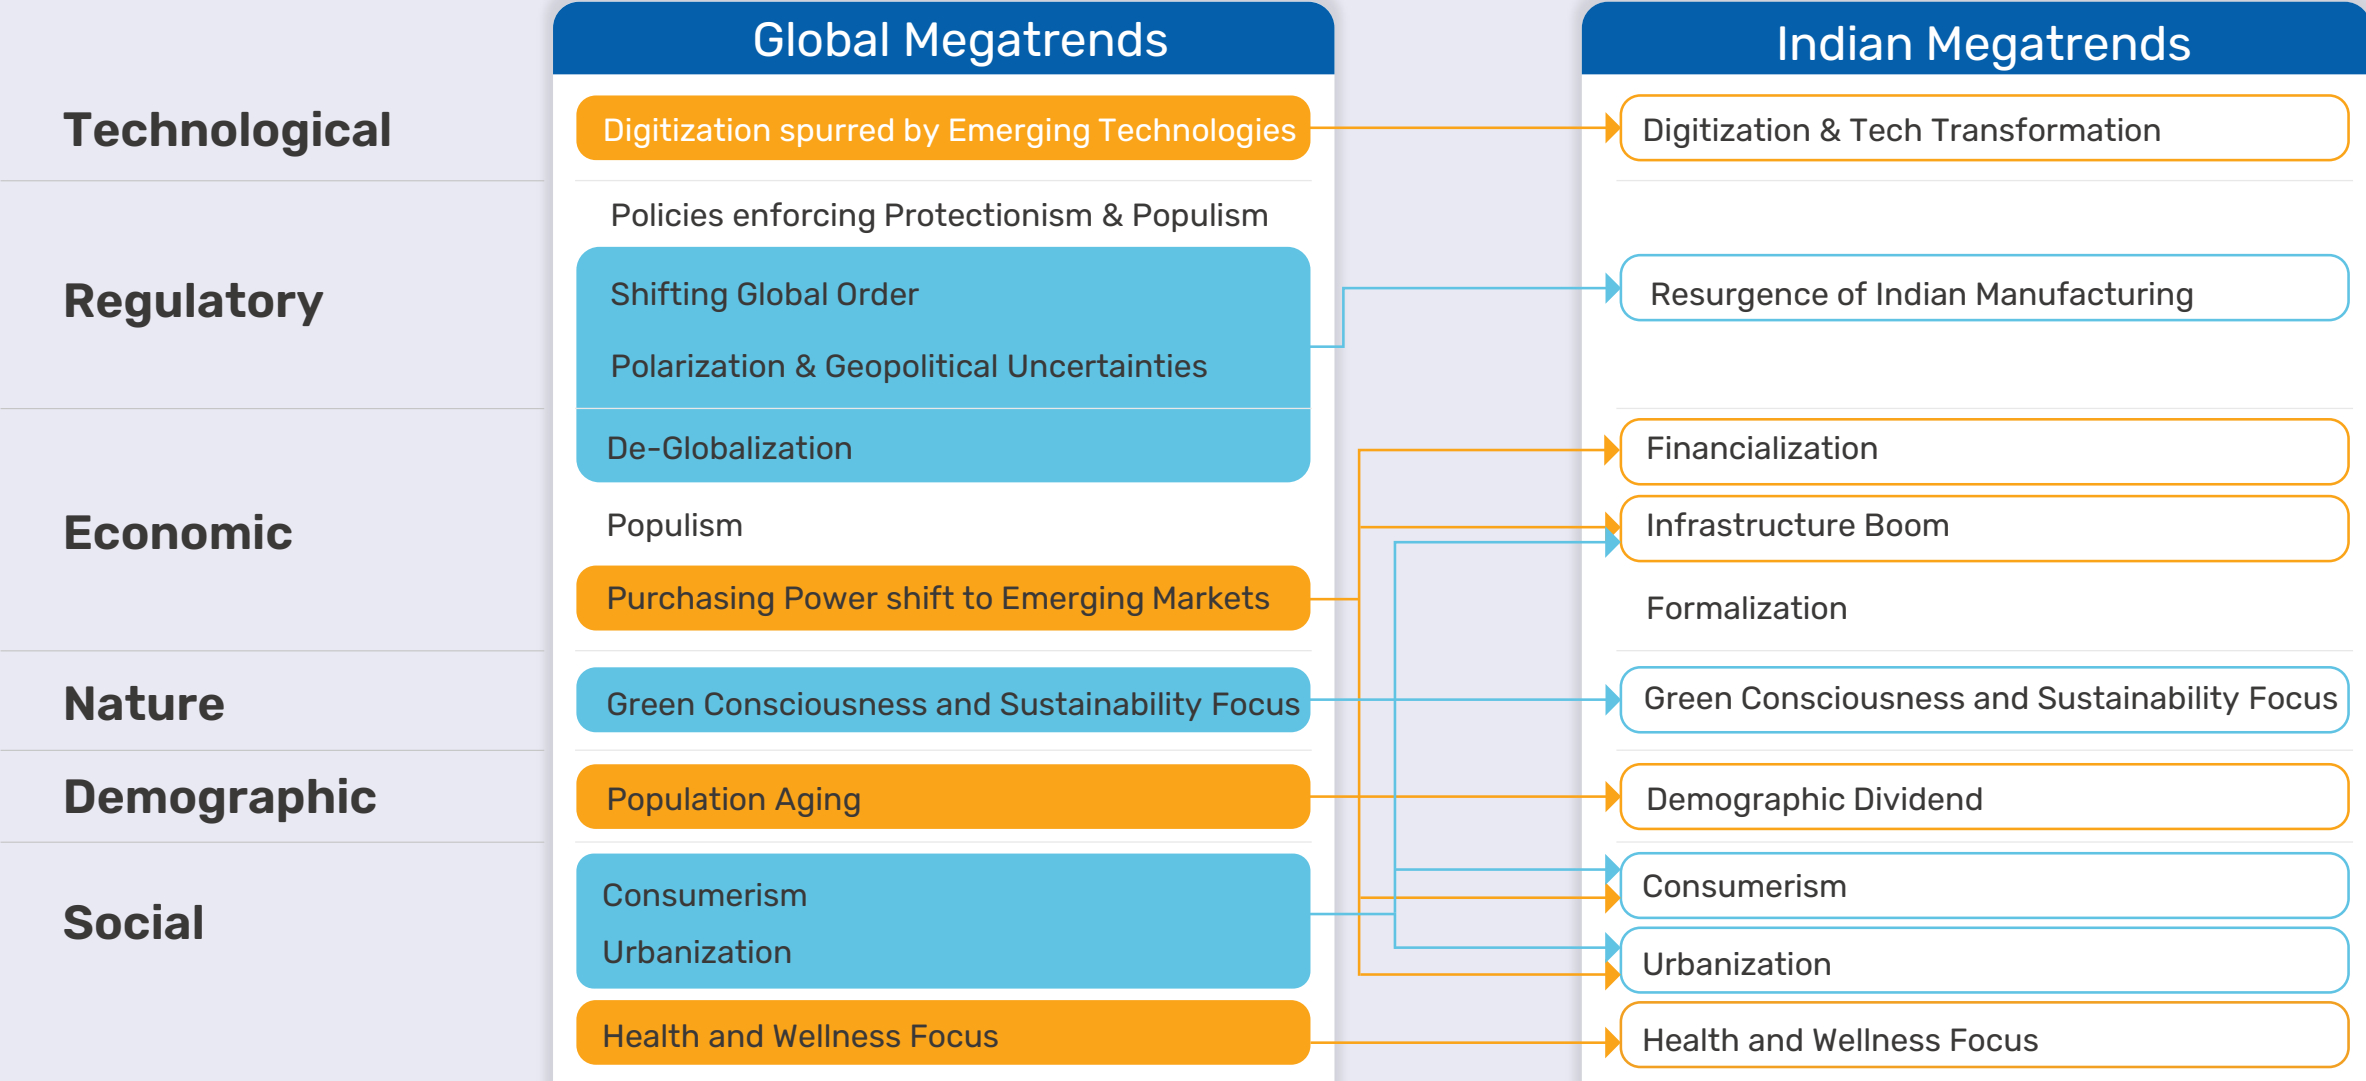 Global Megatrends
Indian Megatrends
Technological
Digitization spurred by Emerging Technologies
Digitization & Tech Transformation
Regulatory
Policies enforcing Protectionism & Populism
Shifting Global Order
Polarization & Geopolitical Uncertainties
Resurgence of Indian Manufacturing
Economic
De-Globalization
Populism
Purchasing Power shift to Emerging Markets
Financialization
Infrastructure Boom
Formalization
Nature
Green Consciousness and Sustainability Focus
Green Consciousness and Sustainability Focus
Demographic
Population Aging
Demographic Dividend
Social
Consumerism
Urbanization
Health and Wellness Focus
Consumerism
Urbanization
Health and Wellness Focus